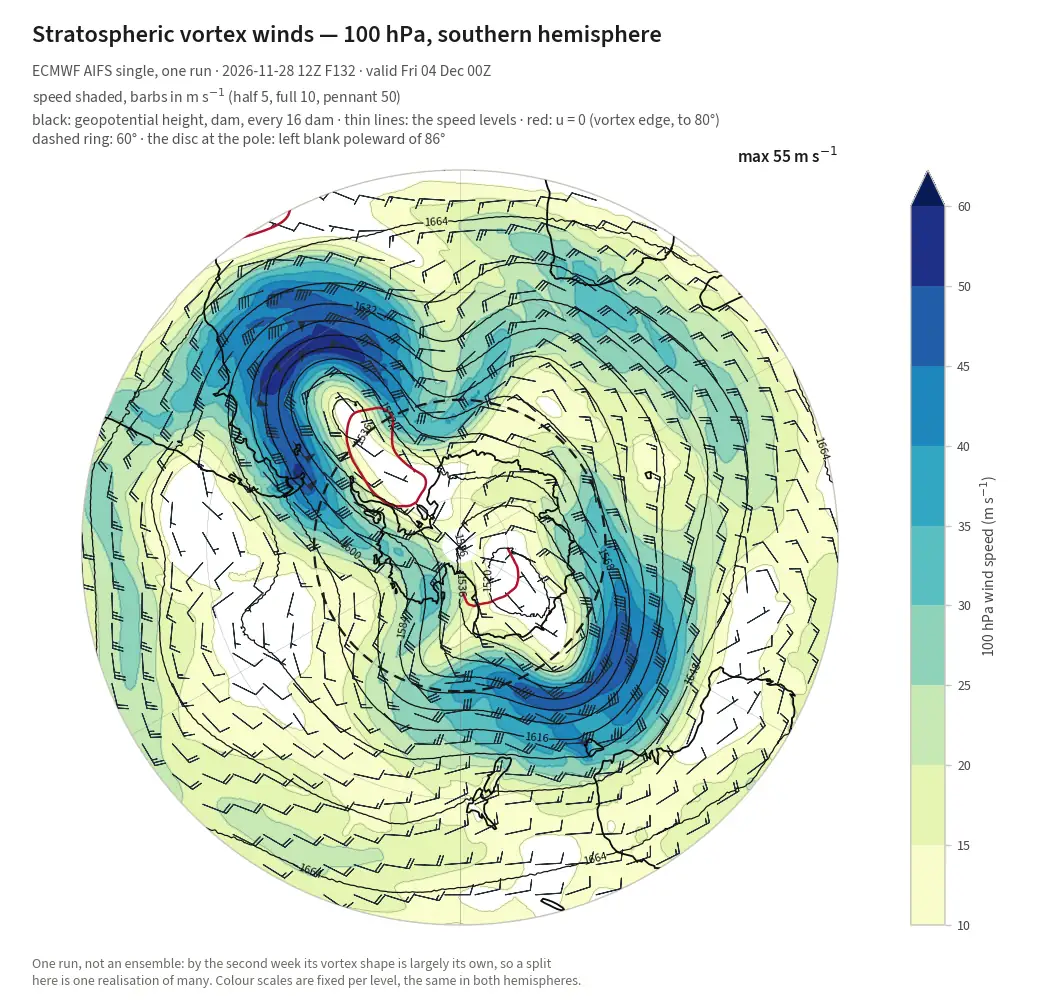 Stratospheric vortex winds — 100 hPa, southern hemisphere
ECMWF AIFS single, one run · 2026-11-28 12Z F132 · valid Fri 04 Dec 00Z
speed shaded, barbs in m s⁻¹ (half 5, full 10, pennant 50)
black: geopotential height, dam, every 16 dam · thin lines: the speed levels · red: u = 0 (vortex edge, to 80°)
dashed ring: 60° · the disc at the pole: left blank poleward of 86°
max 55 m s⁻¹
1664
1632
1664
1600
1536
1520
1584
1648
1616
1664
60
50
45
40
35
30
25
20
15
10
100 hPa wind speed (m s⁻¹)
One run, not an ensemble: by the second week its vortex shape is largely its own, so a split
here is one realisation of many. Colour scales are fixed per level, the same in both hemispheres.